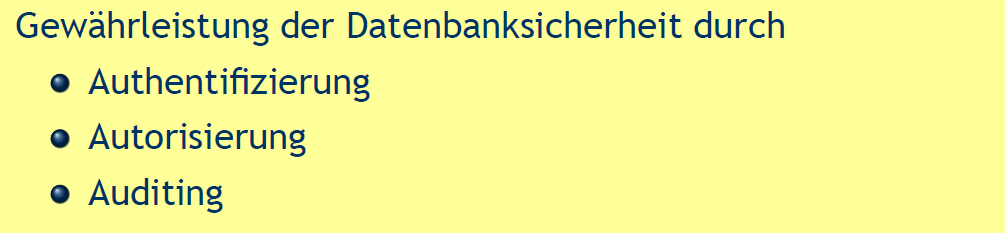 Gewährleistung der Datenbanksicherheit durch
Authentifizierung
Autorisierung
Auditing